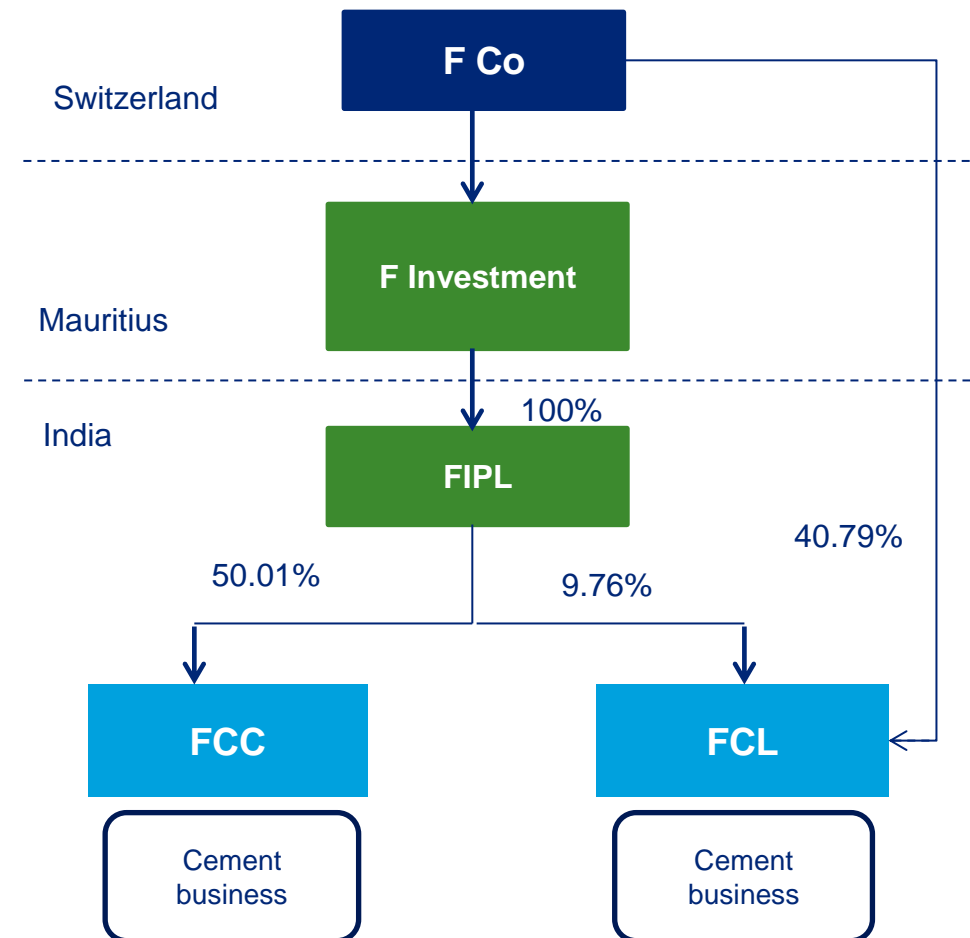 F Co
Switzerland
F Investment
Mauritius
100%
India
FIPL
40.79%
50.01%
9.76%
FCC
FCL
Cement
business
Cement
business